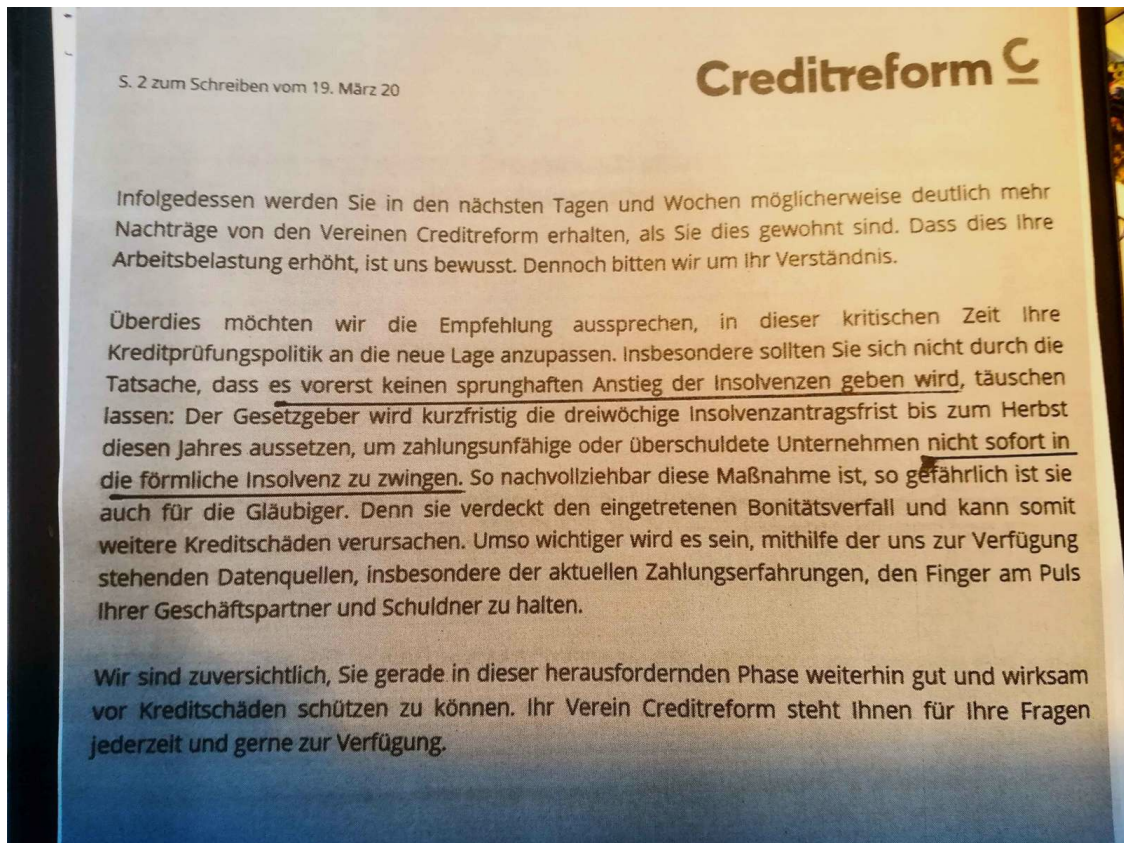 S. 2 zum Schreiben vom 19. März 20
Creditreform C
Infolgedessen werden Sie in den nächsten Tagen und Wochen möglicherweise deutlich mehr
Nachträge von den Vereinen Creditreform erhalten, als Sie dies gewohnt sind. Dass dies Ihre
Arbeitsbelastung erhöht, ist uns bewusst. Dennoch bitten wir um Ihr Verständnis.
Überdies möchten wir die Empfehlung aussprechen, in dieser kritischen Zeit Ihre
Kreditprüfungspolitik an die neue Lage anzupassen. Insbesondere sollten Sie sich nicht durch die
Tatsache, dass es vorerst keinen sprunghaften Anstieg der Insolvenzen geben wird, täuschen
lassen: Der Gesetzgeber wird kurzfristig die dreiwöchige Insolvenzantragsfrist bis zum Herbst
diesen Jahres aussetzen, um zahlungsunfähige oder überschuldete Unternehmen nicht sofort in
die förmliche Insolvenz zu zwingen. So nachvollziehbar diese Maßnahme ist, so gefährlich ist sie
auch für die Gläubiger. Denn sie verdeckt den eingetretenen Bonitätsverfall und kann somit
weitere Kreditschäden verursachen. Umso wichtiger wird es sein, mithilfe der uns zur Verfügung
stehenden Datenquellen, insbesondere der aktuellen Zahlungserfahrungen, den Finger am Puls
Ihrer Geschäftspartner und Schuldner zu halten.
Wir sind zuversichtlich, Sie gerade in dieser herausfordernden Phase weiterhin gut und wirksam
vor Kreditschäden schützen zu können. Ihr Verein Creditreform steht Ihnen für Ihre Fragen
jederzeit und gerne zur Verfügung.